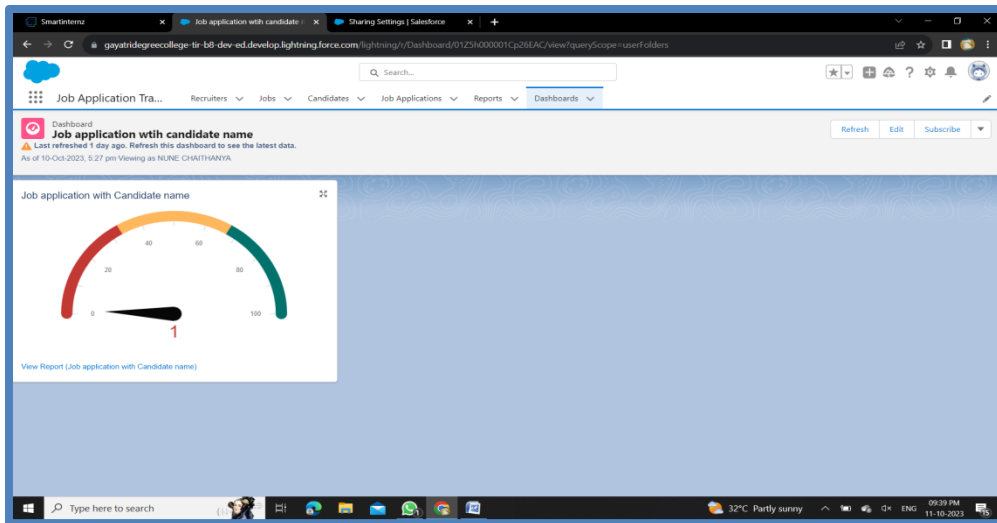 Smartinternz
Job application wtih candidate n
Sharing Settings | Salesforce
gayatridegreecollege-tir-b8-dev-ed.develop.lightning.force.com/lightning/r/Dashboard/01Z5h000001Cp26EAC/view?queryScope=userFolders
Search...
Job Application Tra... Recruiters Jobs Candidates Job Applications Reports Dashboards
Dashboard
Job application wtih candidate name
Last refreshed 1 day ago. Refresh this dashboard to see the latest data.
As of 10-Oct-2023, 5:27 pm Viewing as NUNE CHAITHANYA
Refresh Edit Subscribe
Job application with Candidate name
40 60
20 80
0 100
1
View Report (Job application with Candidate name)
Type here to search
32°C Partly sunny
ENG
09:39 PM
11-10-2023
15